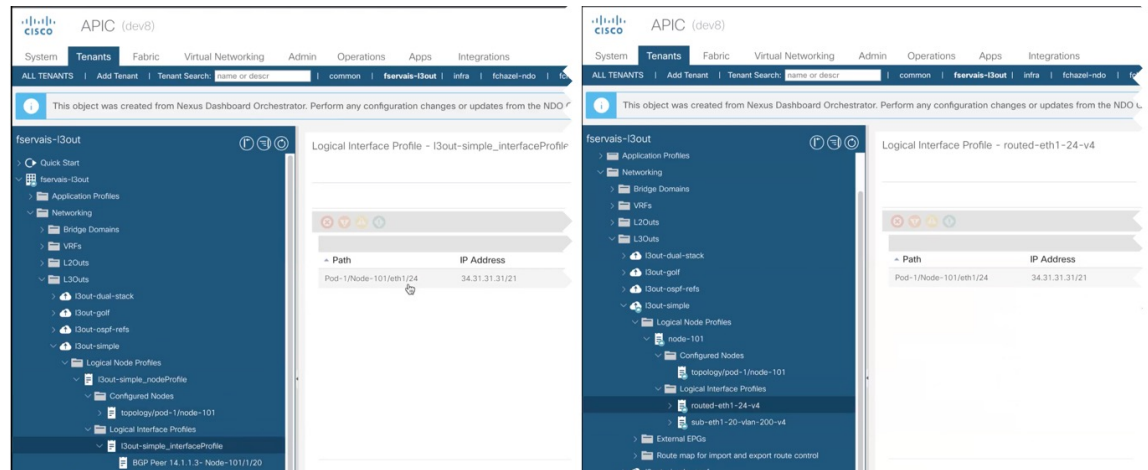 CISCO
APIC (dev8)
System Tenants Fabric Virtual Networking Admin Operations Apps Integrations
ALL TENANTS | Add Tenant | Tenant Search: name or descr | common | fservais-l3out | infra | fchazel-ndo |
i This object was created from Nexus Dashboard Orchestrator. Perform any configuration changes or updates from the NDO
fservais-l3out
Quick Start
fservais-l3out
Application Profiles
Networking
Bridge Domains
VRFs
L2Outs
L3Outs
l3out-dual-stack
l3out-golf
l3out-ospf-refs
l3out-simple
Logical Node Profiles
l3out-simple_nodeProfile
Configured Nodes
topology/pod-1/node-101
Logical Interface Profiles
l3out-simple_interfaceProfile
BGP Peer 14.1.1.3- Node-101/1/20
Logical Interface Profile - l3out-simple_interfaceProfile
Path IP Address
Pod-1/Node-101/eth1/24 34.31.31.31/21
CISCO
APIC (dev8)
System Tenants Fabric Virtual Networking Admin Operations Apps Integrations
ALL TENANTS | Add Tenant | Tenant Search: name or descr | common | fservais-l3out | infra | fchazel-ndo |
i This object was created from Nexus Dashboard Orchestrator. Perform any configuration changes or updates from the NDO
fservais-l3out
Application Profiles
Networking
Bridge Domains
VRFs
L2Outs
L3Outs
l3out-dual-stack
l3out-golf
l3out-ospf-refs
l3out-simple
Logical Node Profiles
node-101
Configured Nodes
topology/pod-1/node-101
Logical Interface Profiles
routed-eth1-24-v4
sub-eth1-20-vlan-200-v4
External EPGs
Route map for import and export route control
Logical Interface Profile - routed-eth1-24-v4
Path IP Address
Pod-1/Node-101/eth1/24 34.31.31.31/21